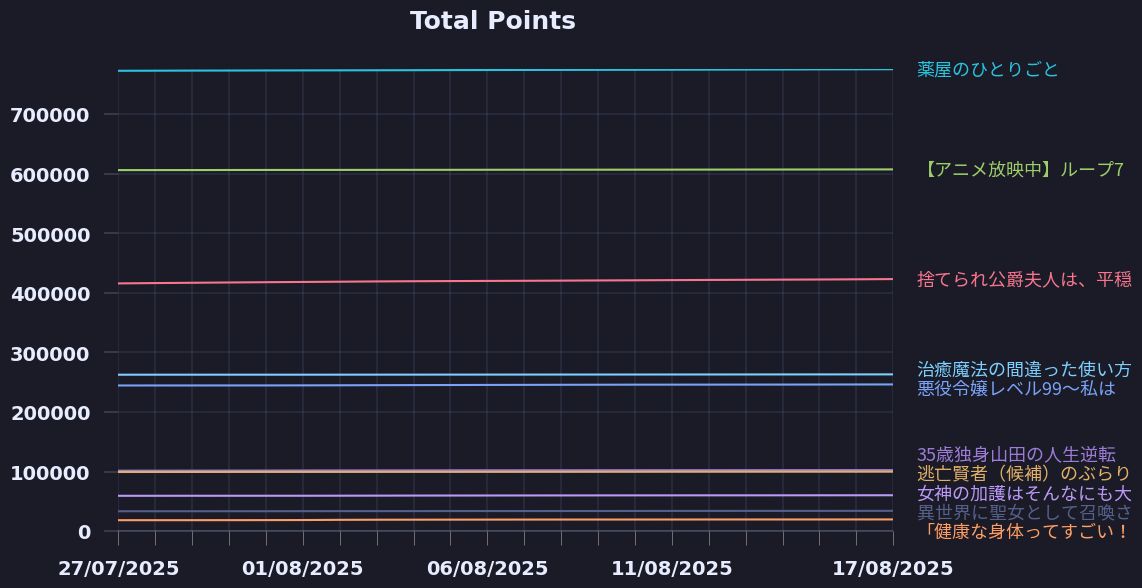 Total Points
薬屋のひとりごと
700000
600000
【アニメ放映中】ループ7
500000
400000
捨てられ公爵夫人は、平穏
300000
治癒魔法の間違った使い方
悪役令嬢レベル99～私は
200000
35歳独身山田の人生逆転
100000
逃亡賢者（候補）のぶらり
女神の加護はそんなにも大
異世界に聖女として召喚さ
0
「健康な身体ってすごい！
27/07/2025
01/08/2025
06/08/2025
11/08/2025
17/08/2025